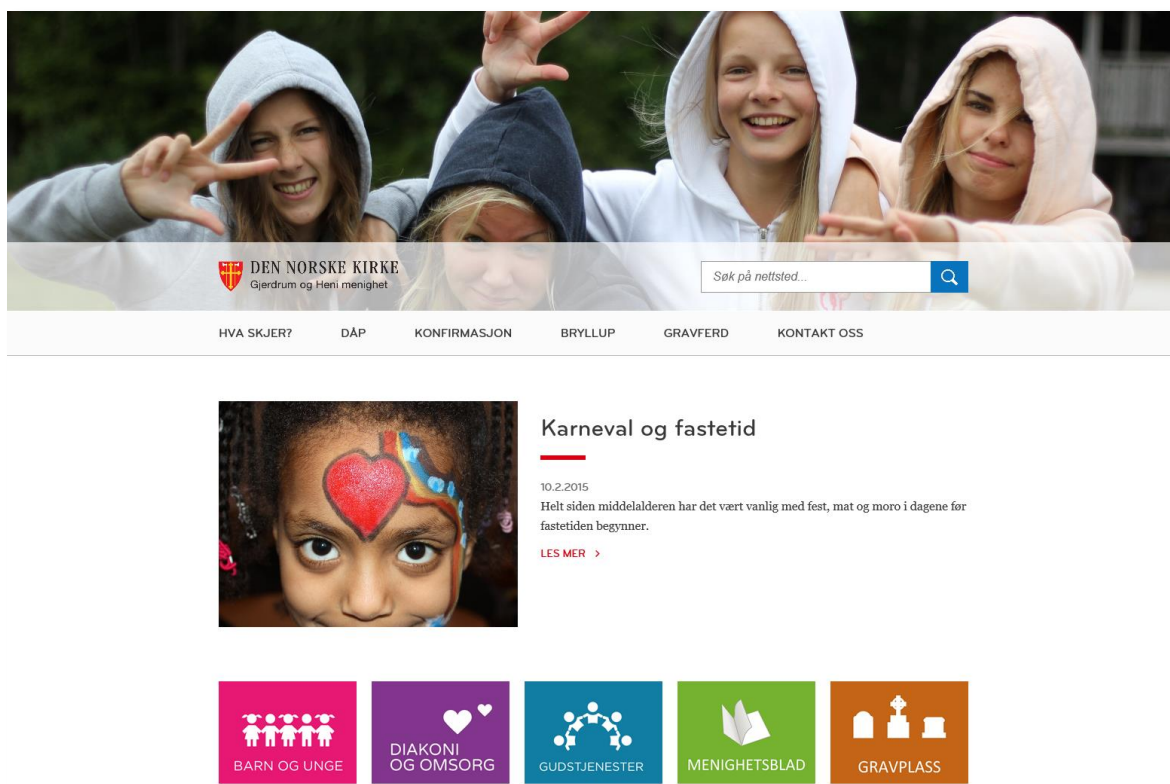 DEN NORSKE KIRKE
Gjerdrum og Heni menighet
Søk på nettsted...
HVA SKJER?
DÅP
KONFIRMASJON
BRYLLUP
GRAVFERD
KONTAKT OSS
Karneval og fastetid
10.2.2015
Helt siden middelalderen har det vært vanlig med fest, mat og moro i dagene før
fastetiden begynner.
LES MER >
BARN OG UNGE
DIAKONI
OG OMSORG
GUDSTJENESTER
MENIGHETSBLAD
GRAVPLASS